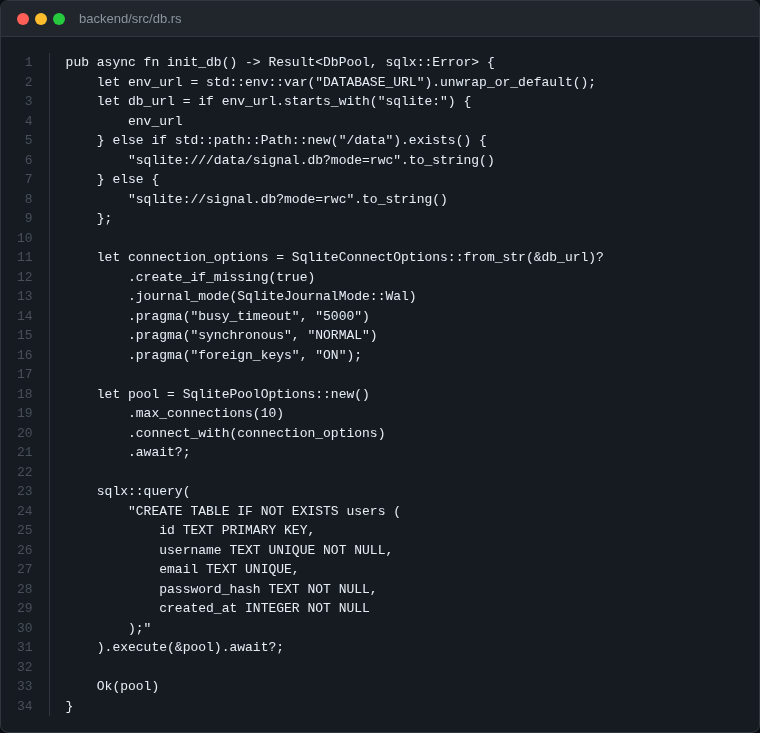 backend/src/db.rs
1 pub async fn init_db() -> Result<DbPool, sqlx::Error> {
2     let env_url = std::env::var("DATABASE_URL").unwrap_or_default();
3     let db_url = if env_url.starts_with("sqlite:") {
4         env_url
5     } else if std::path::Path::new("/data").exists() {
6         "sqlite:///data/signal.db?mode=rwc".to_string()
7     } else {
8         "sqlite://signal.db?mode=rwc".to_string()
9     };
10
11     let connection_options = SqliteConnectOptions::from_str(&db_url)?
12         .create_if_missing(true)
13         .journal_mode(SqliteJournalMode::Wal)
14         .pragma("busy_timeout", "5000")
15         .pragma("synchronous", "NORMAL")
16         .pragma("foreign_keys", "ON");
17
18     let pool = SqlitePoolOptions::new()
19         .max_connections(10)
20         .connect_with(connection_options)
21         .await?;
22
23     sqlx::query(
24         "CREATE TABLE IF NOT EXISTS users (
25             id TEXT PRIMARY KEY,
26             username TEXT UNIQUE NOT NULL,
27             email TEXT UNIQUE,
28             password_hash TEXT NOT NULL,
29             created_at INTEGER NOT NULL
30         );"
31     ).execute(&pool).await?;
32
33     Ok(pool)
34 }